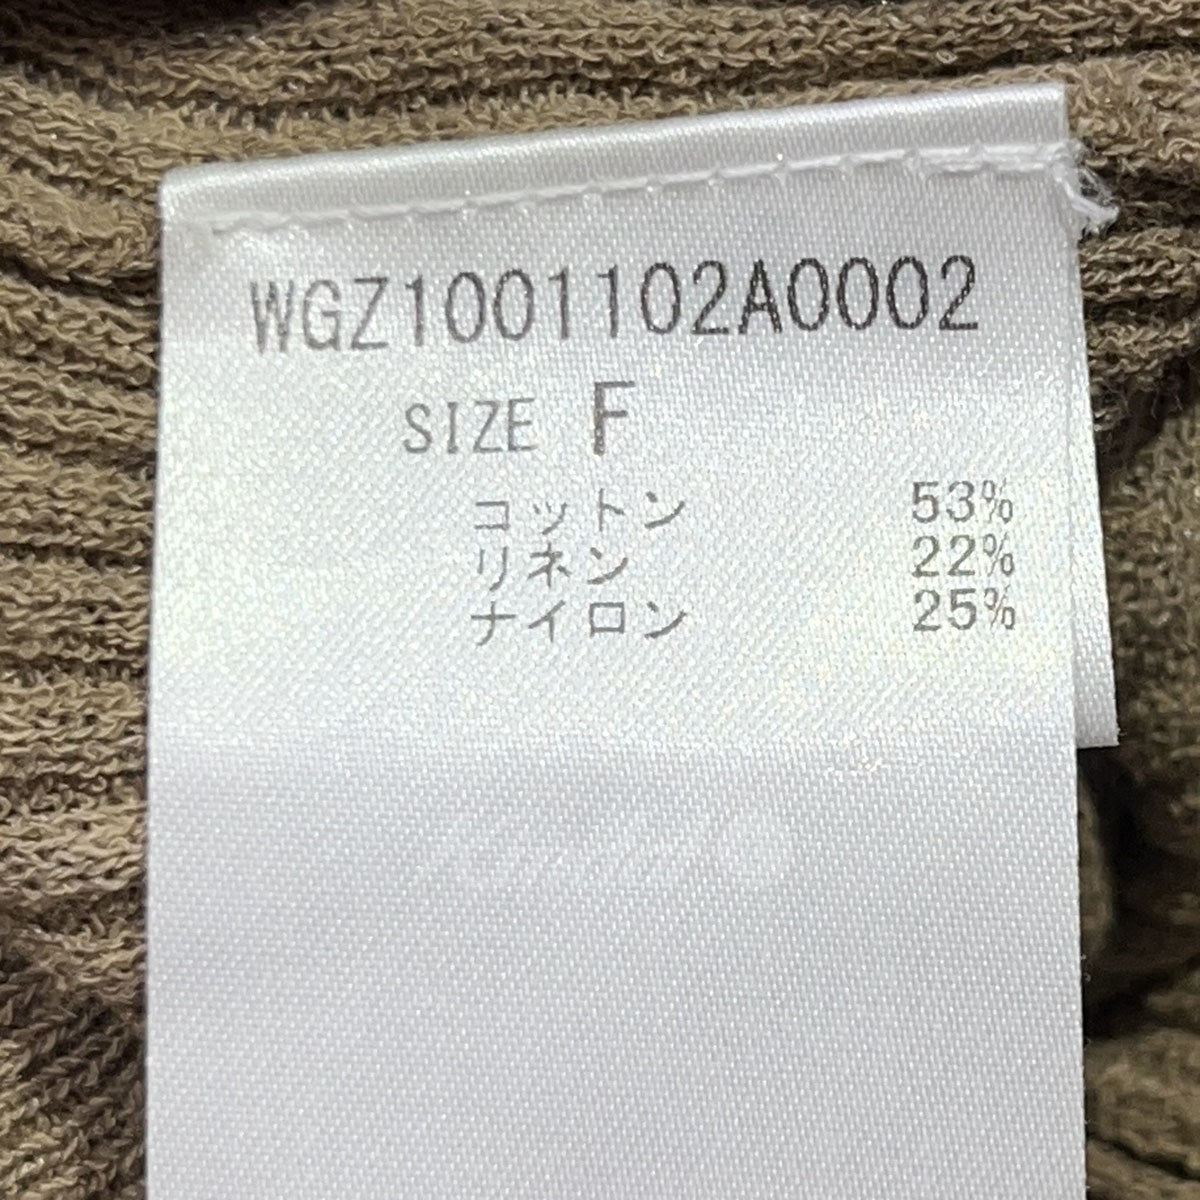 WGZ1001102A0002
SIZE F
コットン 53%
リネン 22%
ナイロン 25%